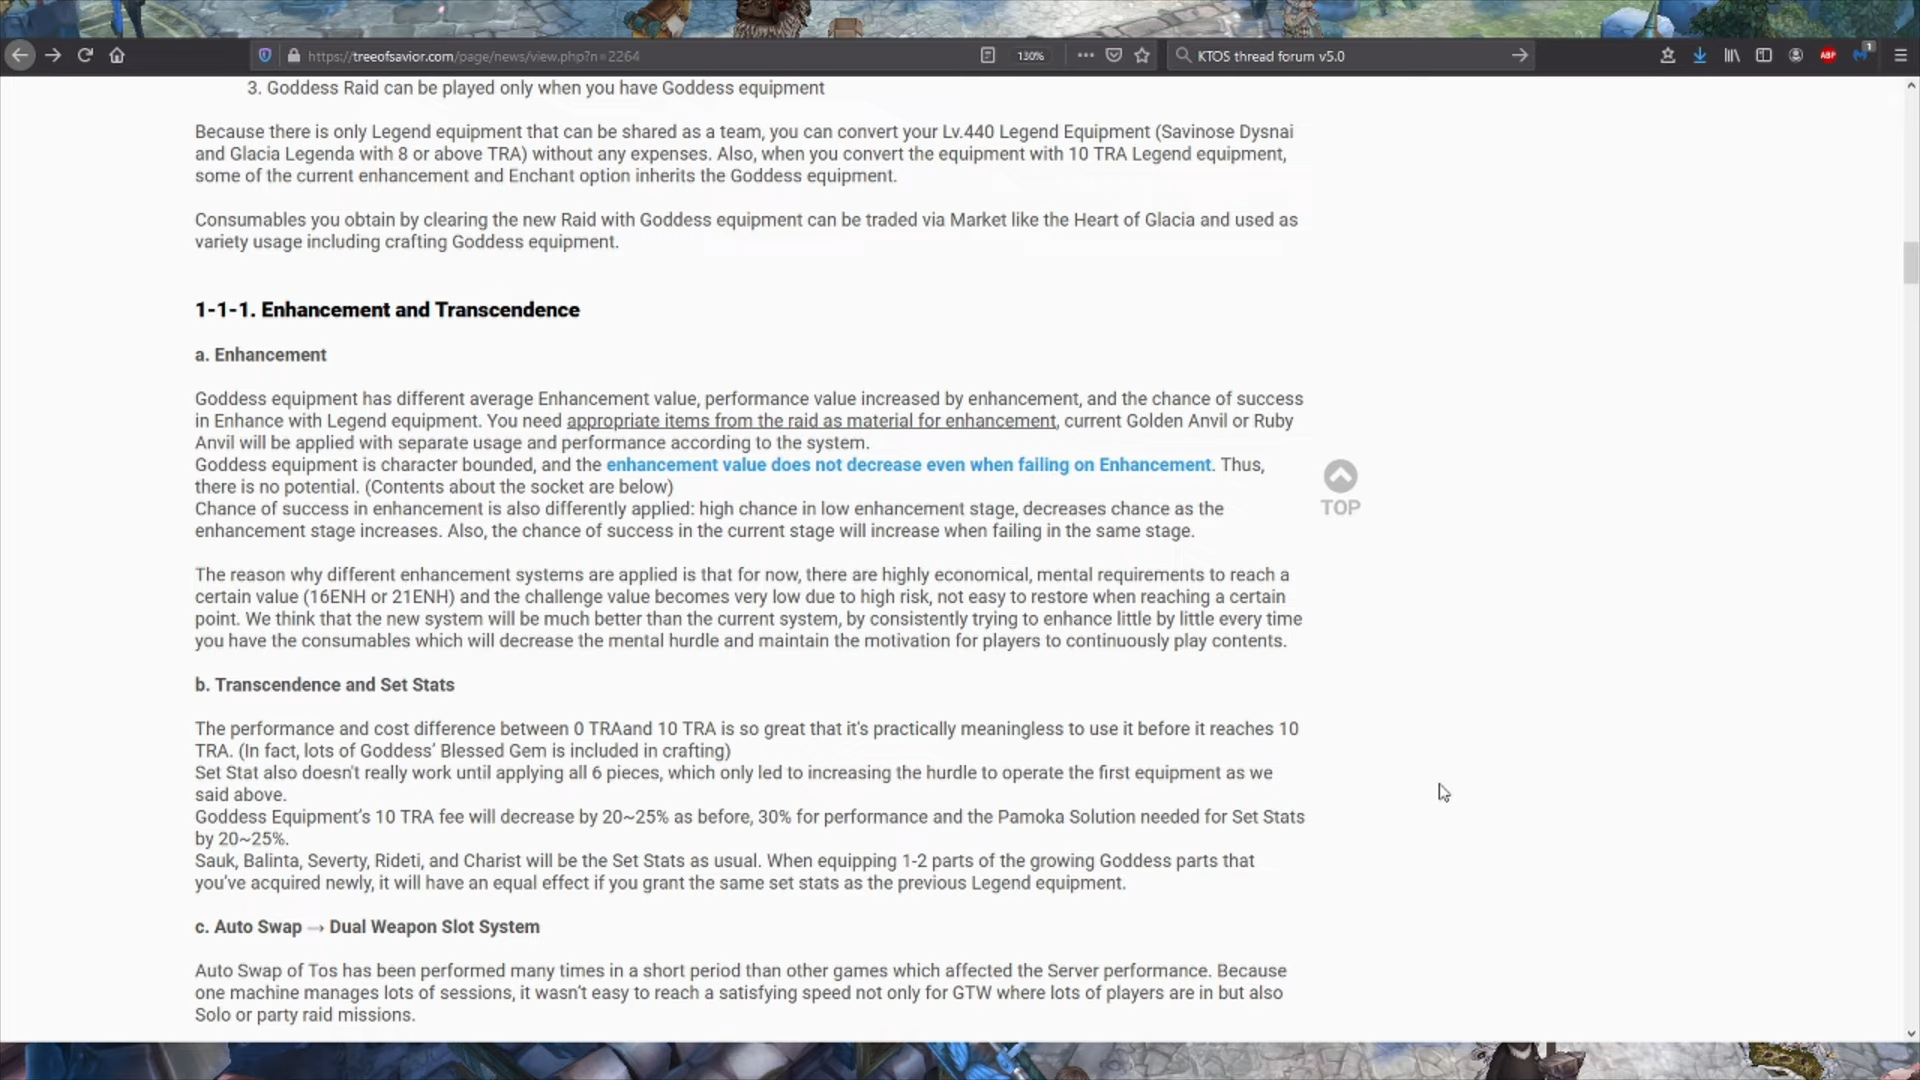 https://treeofsavior.com/page/news/view.php?n=2264
130%
KTOS thread forum v5.0
ABP
1
3. Goddess Raid can be played only when you have Goddess equipment
Because there is only Legend equipment that can be shared as a team, you can convert your Lv.440 Legend Equipment (Savinose Dysnai
and Glacia Legenda with 8 or above TRA) without any expenses. Also, when you convert the equipment with 10 TRA Legend equipment,
some of the current enhancement and Enchant option inherits the Goddess equipment.
Consumables you obtain by clearing the new Raid with Goddess equipment can be traded via Market like the Heart of Glacia and used as
variety usage including crafting Goddess equipment.
1-1-1. Enhancement and Transcendence
a. Enhancement
Goddess equipment has different average Enhancement value, performance value increased by enhancement, and the chance of success
in Enhance with Legend equipment. You need appropriate items from the raid as material for enhancement, current Golden Anvil or Ruby
Anvil will be applied with separate usage and performance according to the system.
Goddess equipment is character bounded, and the enhancement value does not decrease even when failing on Enhancement. Thus,
there is no potential. (Contents about the socket are below)
Chance of success in enhancement is also differently applied: high chance in low enhancement stage, decreases chance as the
enhancement stage increases. Also, the chance of success in the current stage will increase when failing in the same stage.
TOP
The reason why different enhancement systems are applied is that for now, there are highly economical, mental requirements to reach a
certain value (16ENH or 21ENH) and the challenge value becomes very low due to high risk, not easy to restore when reaching a certain
point. We think that the new system will be much better than the current system, by consistently trying to enhance little by little every time
you have the consumables which will decrease the mental hurdle and maintain the motivation for players to continuously play contents.
b. Transcendence and Set Stats
The performance and cost difference between 0 TRAand 10 TRA is so great that it's practically meaningless to use it before it reaches 10
TRA. (In fact, lots of Goddess’ Blessed Gem is included in crafting)
Set Stat also doesn't really work until applying all 6 pieces, which only led to increasing the hurdle to operate the first equipment as we
said above.
Goddess Equipment’s 10 TRA fee will decrease by 20~25% as before, 30% for performance and the Pamoka Solution needed for Set Stats
by 20~25%.
Sauk, Balinta, Severty, Rideti, and Charist will be the Set Stats as usual. When equipping 1-2 parts of the growing Goddess parts that
you’ve acquired newly, it will have an equal effect if you grant the same set stats as the previous Legend equipment.
c. Auto Swap → Dual Weapon Slot System
Auto Swap of Tos has been performed many times in a short period than other games which affected the Server performance. Because
one machine manages lots of sessions, it wasn’t easy to reach a satisfying speed not only for GTW where lots of players are in but also
Solo or party raid missions.